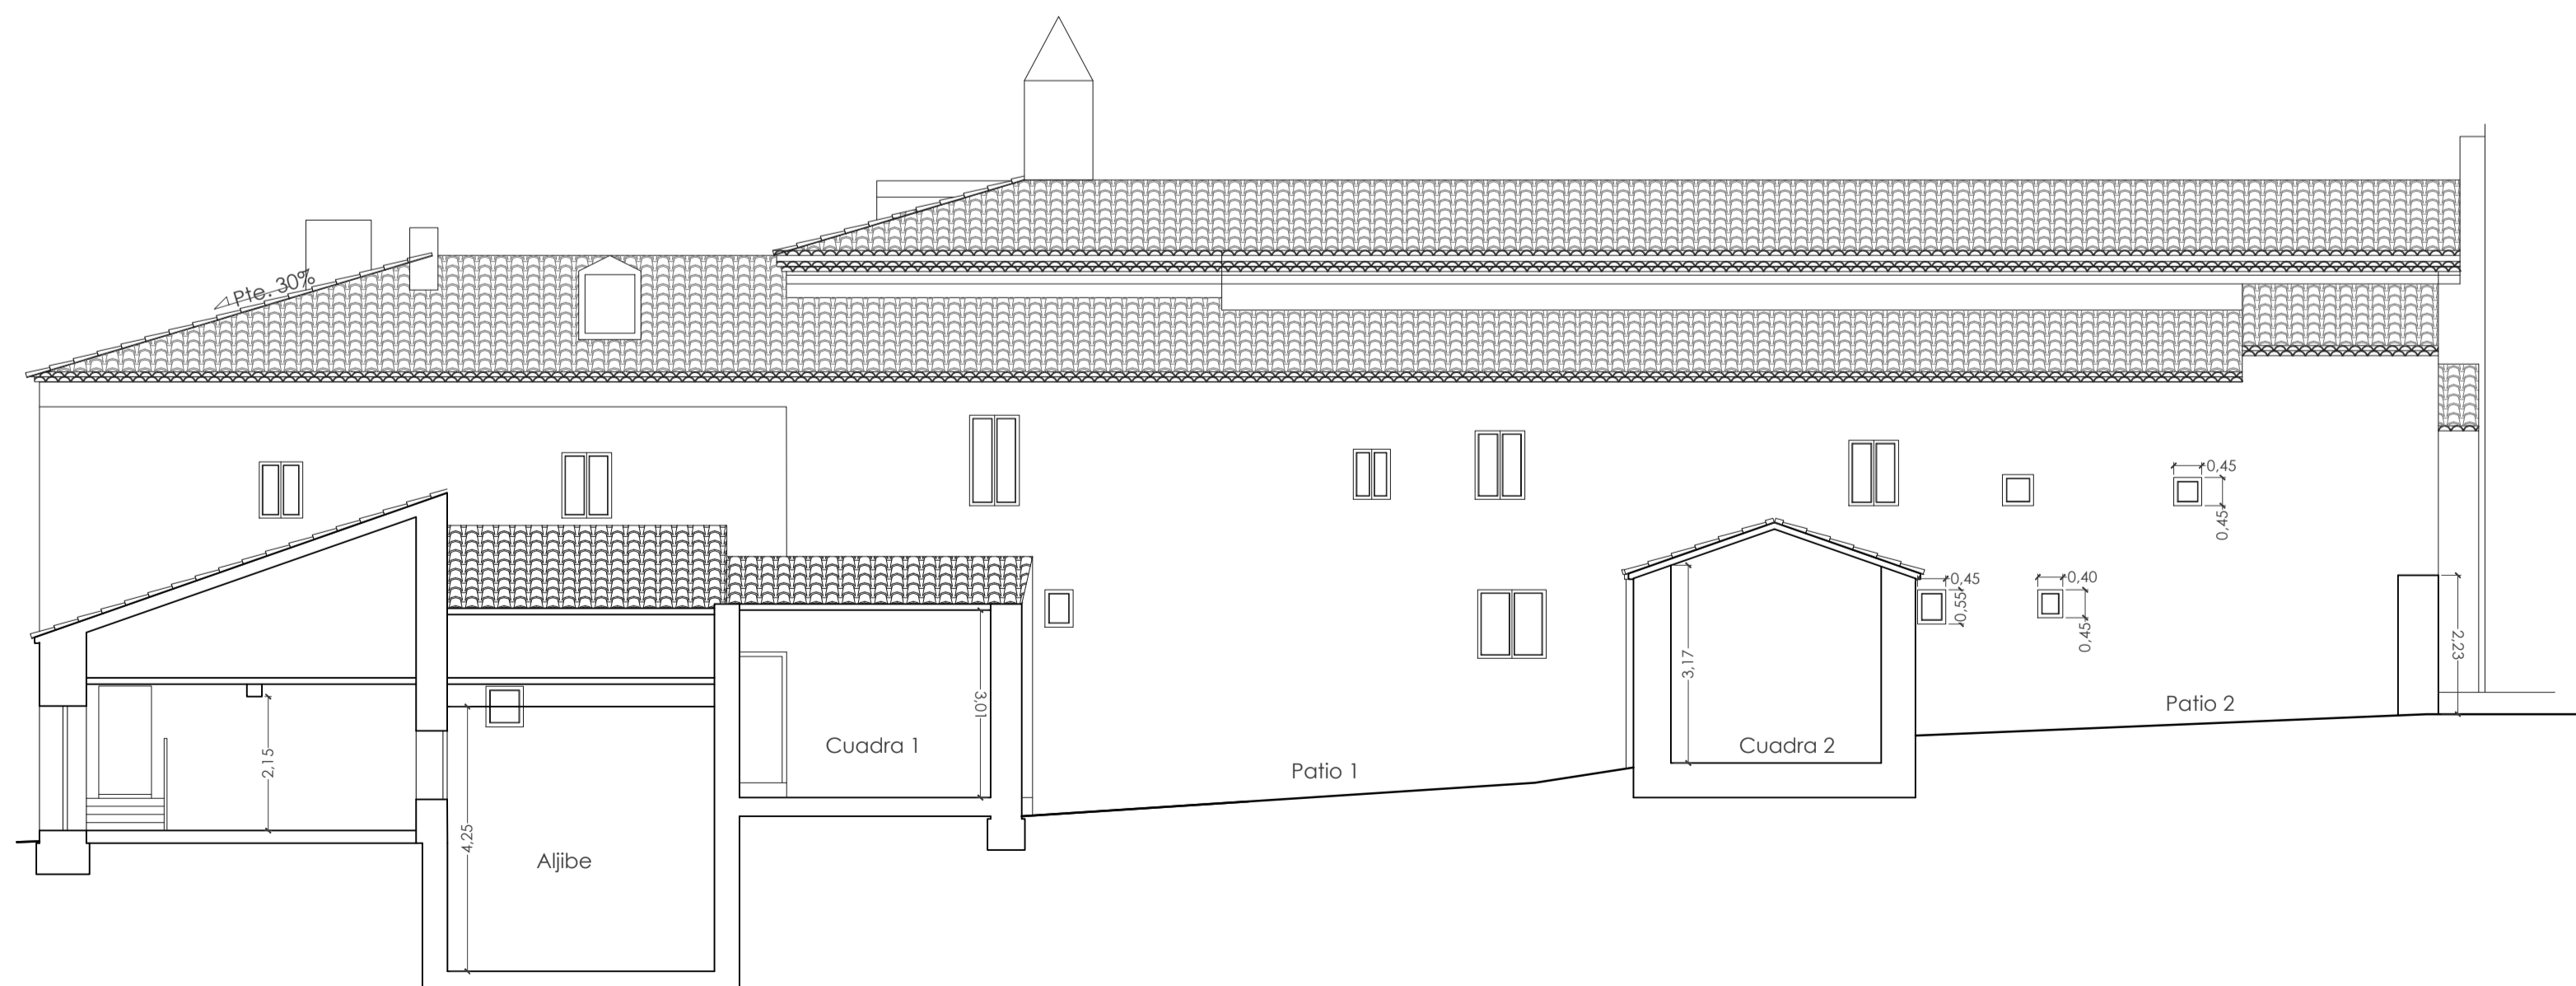 Pte. 30%
0,45
0,45
0,45
0,55
0,40
0,45
2,23
3,17
3,01
2,15
4,25
Cuadra 1
Cuadra 2
Patio 1
Patio 2
Aljibe